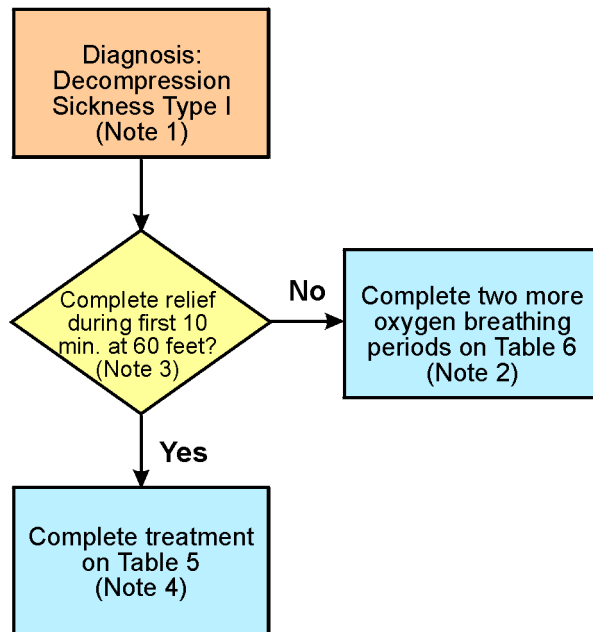 Diagnosis:
Decompression
Sickness Type I
(Note 1)
Complete relief
during first 10
min. at 60 feet?
(Note 3)
No
Complete two more
oxygen breathing
periods on Table 6
(Note 2)
Yes
Complete treatment
on Table 5
(Note 4)